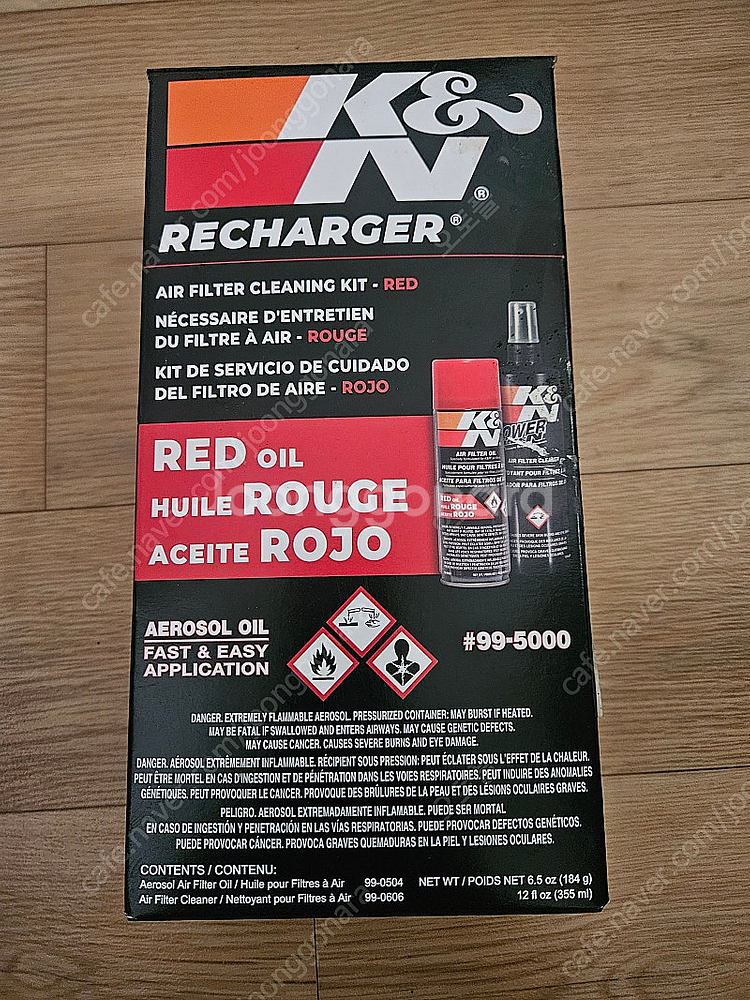 K&N®
RECHARGER®
AIR FILTER CLEANING KIT - RED
NÉCESSAIRE D'ENTRETIEN
DU FILTRE À AIR - ROUGE
KIT DE SERVICIO DE CUIDADO
DEL FILTRO DE AIRE - ROJO
RED OIL
HUILE ROUGE
ACEITE ROJO
K&N
AIR FILTER OIL
RED OIL
HUILE ROUGE
ACEITE ROJO
K&N
POWER
AIR FILTER CLEANER
AEROSOL OIL
FAST & EASY
APPLICATION
#99-5000
DANGER. EXTREMELY FLAMMABLE AEROSOL. PRESSURIZED CONTAINER: MAY BURST IF HEATED.
MAY BE FATAL IF SWALLOWED AND ENTERS AIRWAYS. MAY CAUSE GENETIC DEFECTS.
MAY CAUSE CANCER. CAUSES SEVERE BURNS AND EYE DAMAGE.
DANGER. AÉROSOL EXTRÊMEMENT INFLAMMABLE. RÉCIPIENT SOUS PRESSION: PEUT ÉCLATER SOUS L'EFFET DE LA CHALEUR.
PEUT ÊTRE MORTEL EN CAS D'INGESTION ET DE PÉNÉTRATION DANS LES VOIES RESPIRATOIRES. PEUT INDUIRE DES ANOMALIES
GÉNÉTIQUES. PEUT PROVOQUER LE CANCER. PROVOQUE DES BRÛLURES DE LA PEAU ET DES LÉSIONS OCULAIRES GRAVES.
PELIGRO. AEROSOL EXTREMADAMENTE INFLAMABLE. PUEDE SER MORTAL
EN CASO DE INGESTIÓN Y PENETRACIÓN EN LAS VÍAS RESPIRATORIAS. PUEDE PROVOCAR DEFECTOS GENÉTICOS.
PUEDE PROVOCAR CÁNCER. PROVOCA GRAVES QUEMADURAS EN LA PIEL Y LESIONES OCULARES.
CONTENTS / CONTENU:
Aerosol Air Filter Oil / Huile pour Filtres à Air 99-0504 NET WT / POIDS NET 6.5 oz (184 g)
Air Filter Cleaner / Nettoyant pour Filtres à Air 99-0606 12 fl oz (355 ml)
joonggonara
cafe.naver.com/joonggonara